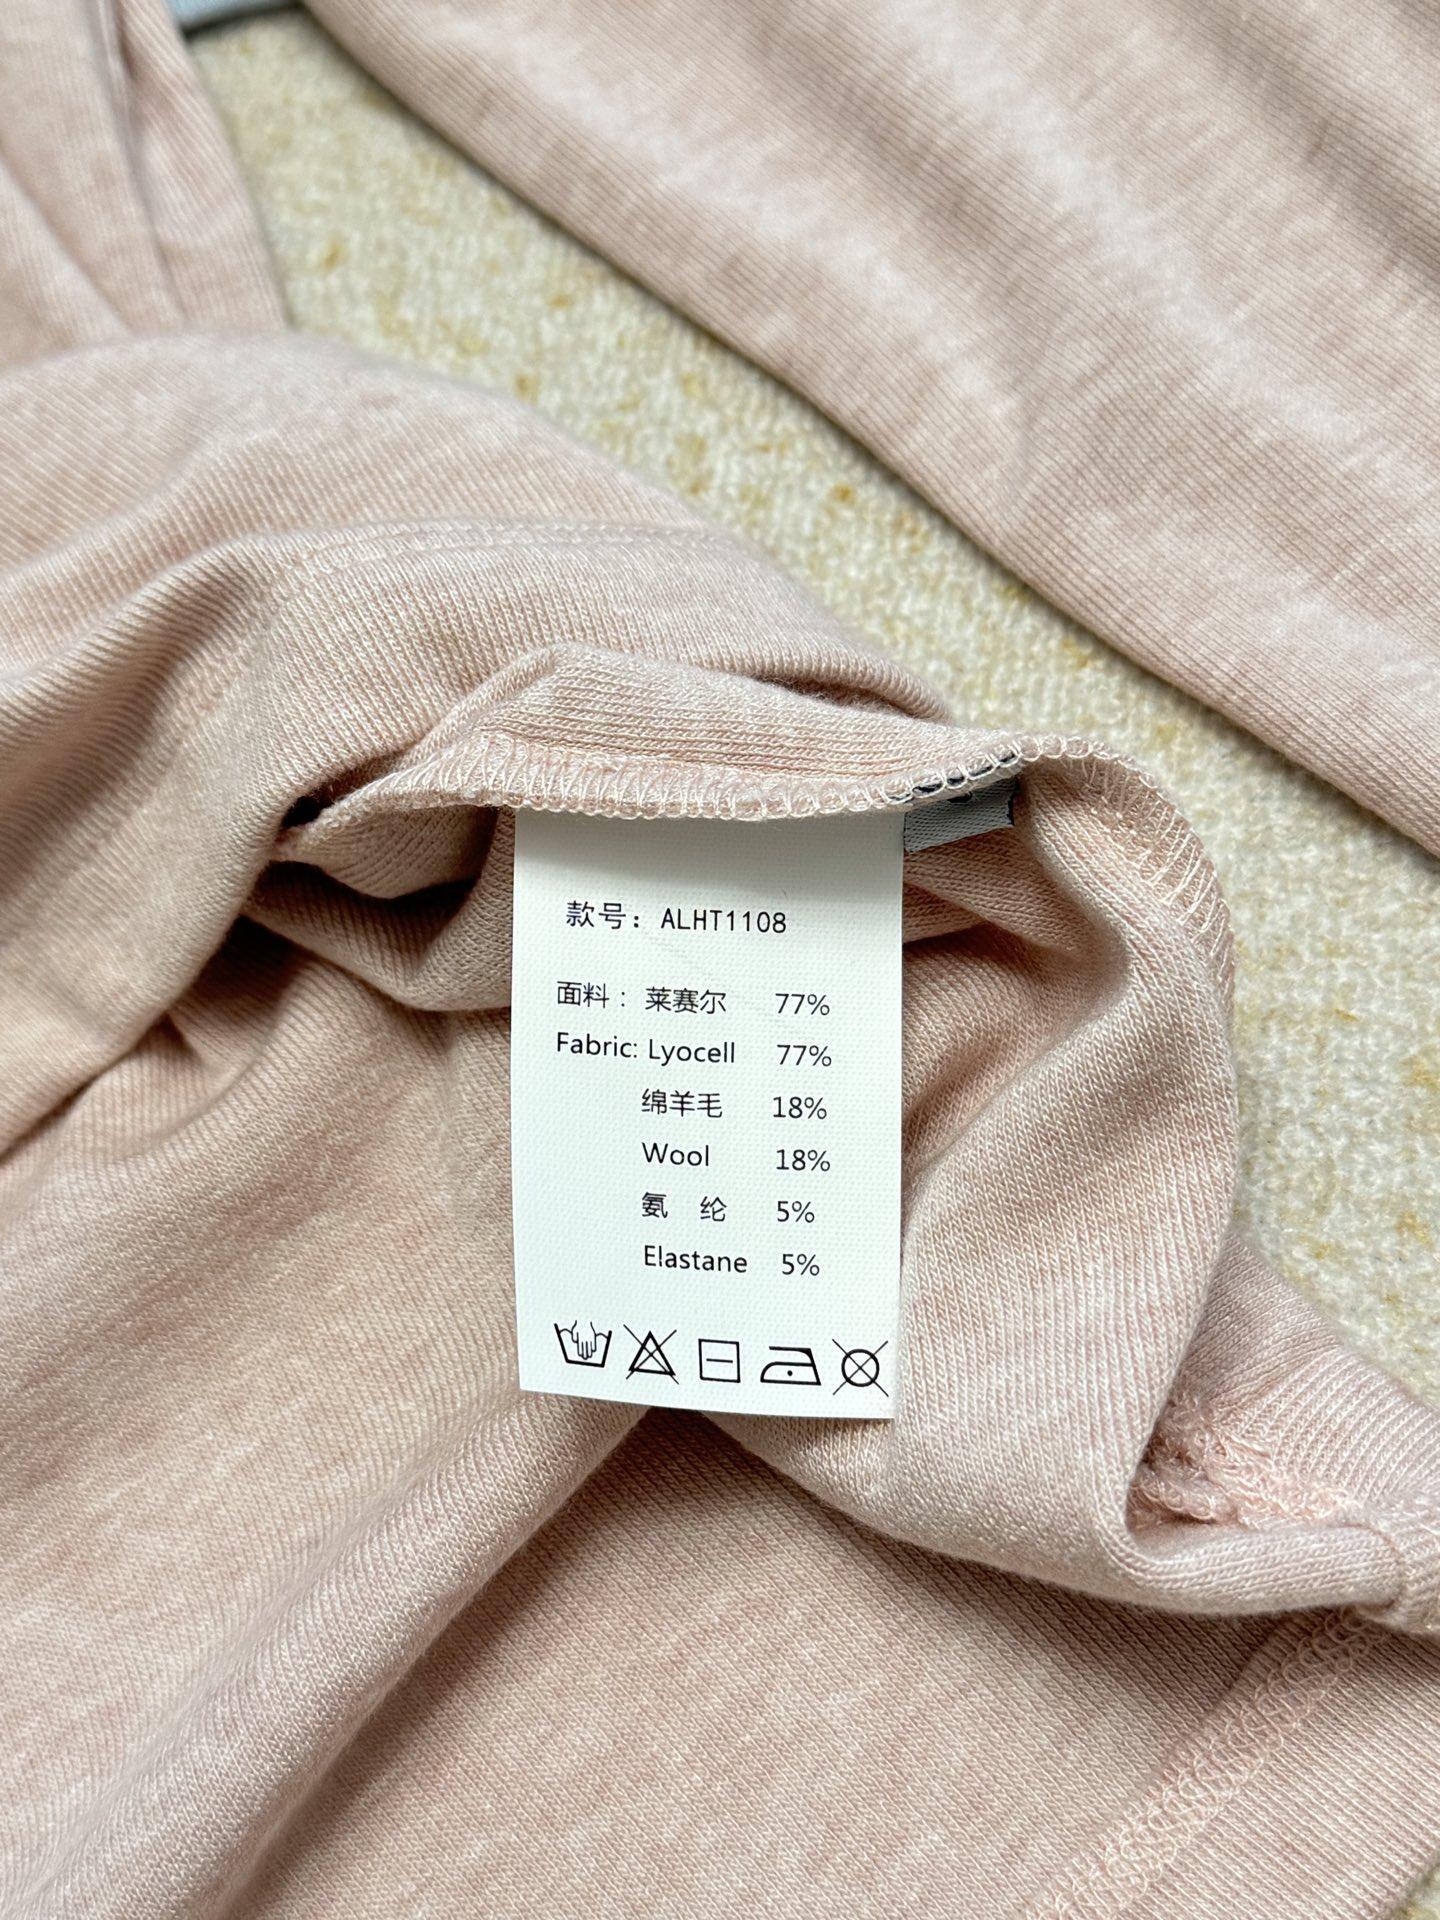 款号：ALHT1108
面料：莱赛尔 77%
Fabric: Lyocell 77%
绵羊毛 18%
Wool 18%
氨 纶 5%
Elastane 5%